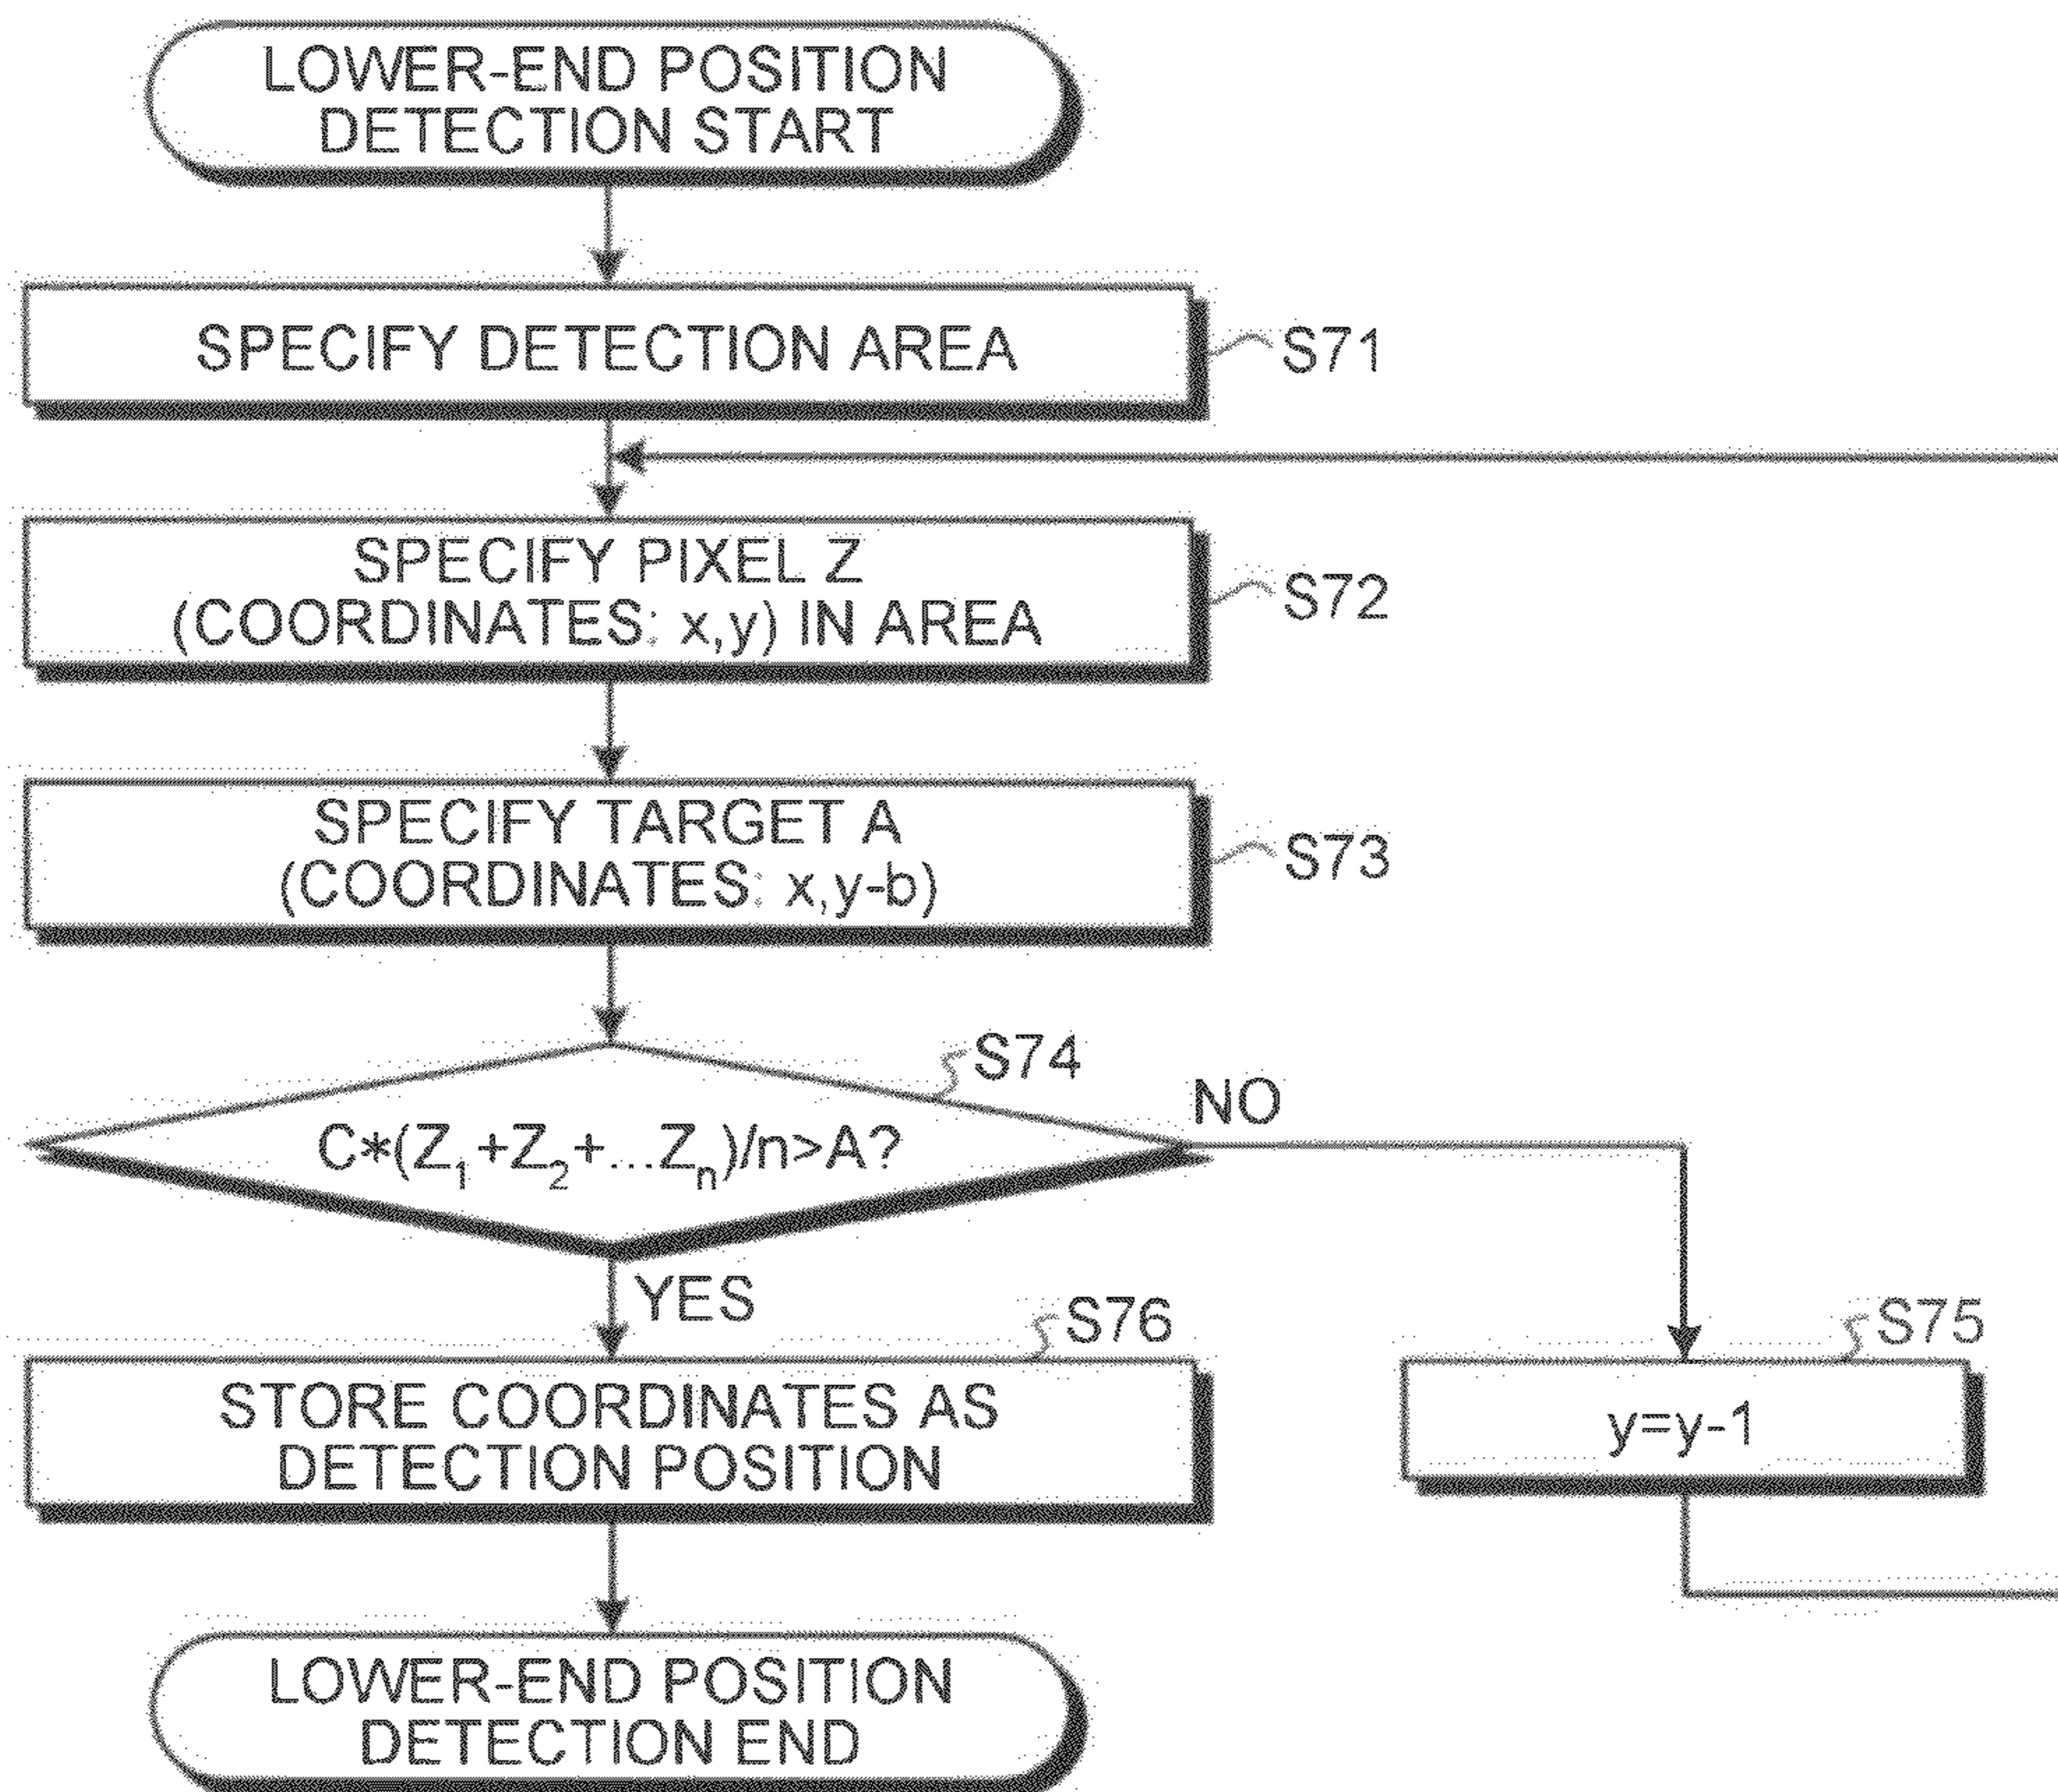 LOWER-END POSITION
DETECTION START
SPECIFY DETECTION AREA
S71
SPECIFY PIXEL Z
(COORDINATES: x,y) IN AREA
S72
SPECIFY TARGET A
(COORDINATES: x,y-b)
S73
S74
C*(Z1+Z2+...Zn)/n>A?
NO
YES
S76
STORE COORDINATES AS
DETECTION POSITION
S75
y=y-1
LOWER-END POSITION
DETECTION END